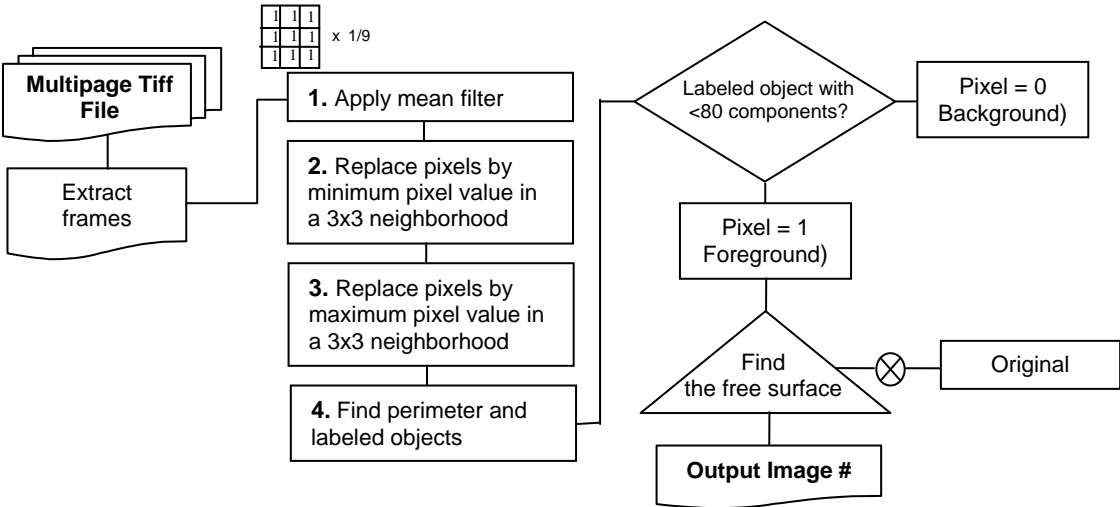 Multipage Tiff
File
Extract
frames
1 1 1
1 1 1
1 1 1
x 1/9
1. Apply mean filter
2. Replace pixels by
minimum pixel value in
a 3x3 neighborhood
3. Replace pixels by
maximum pixel value in
a 3x3 neighborhood
4. Find perimeter and
labeled objects
Labeled object with
<80 components?
Pixel = 0
Background)
Pixel = 1
Foreground)
Find
the free surface
Original
Output Image #